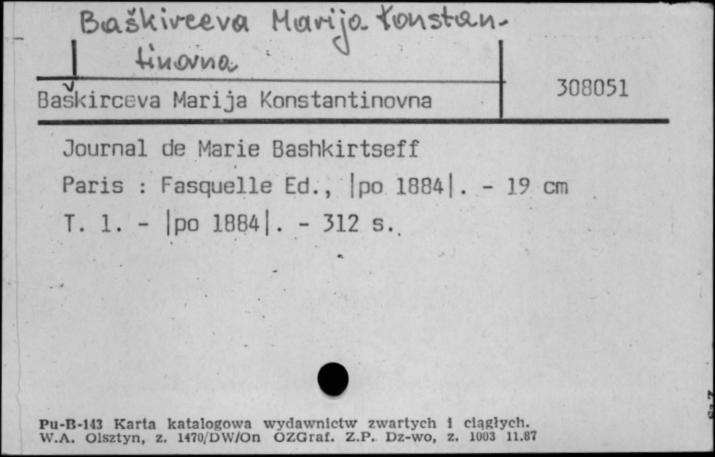 Baškirceva Marija Konstan-
tinovna
Baškirceva Marija Konstantinovna
308051
Journal de Marie Bashkirtseff
Paris : Fasquelle Ed., |po 1884|. - 19 cm
T. 1. - |po 1884|. - 312 s.
Pu-B-143 Karta katalogowa wydawnictw zwartych i ciągłych.
W.A. Olsztyn, z. 1470/DW/On OZGraf. Z.P. Dz-wo, z. 1003 11.87